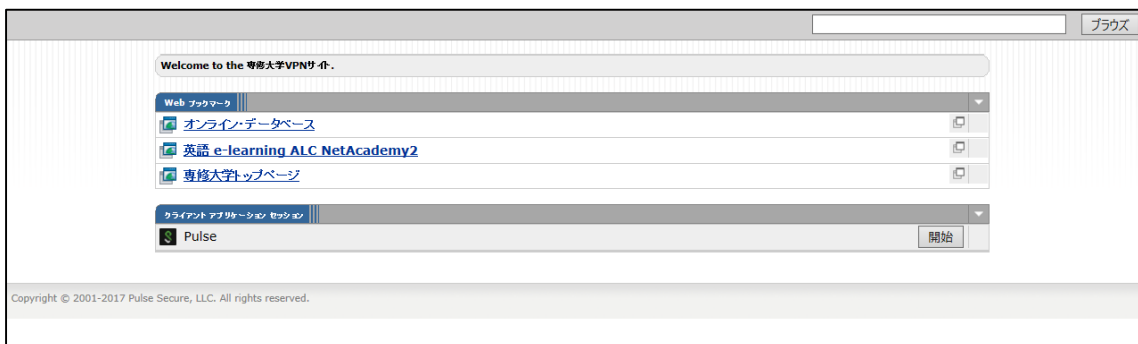 ブラウズ
Welcome to the 専修大学VPNサイト.
Web ブックマーク
オンライン・データベース
英語 e-learning ALC NetAcademy2
専修大学トップページ
クライアント アプリケーション セッション
Pulse 開始
Copyright © 2001-2017 Pulse Secure, LLC. All rights reserved.